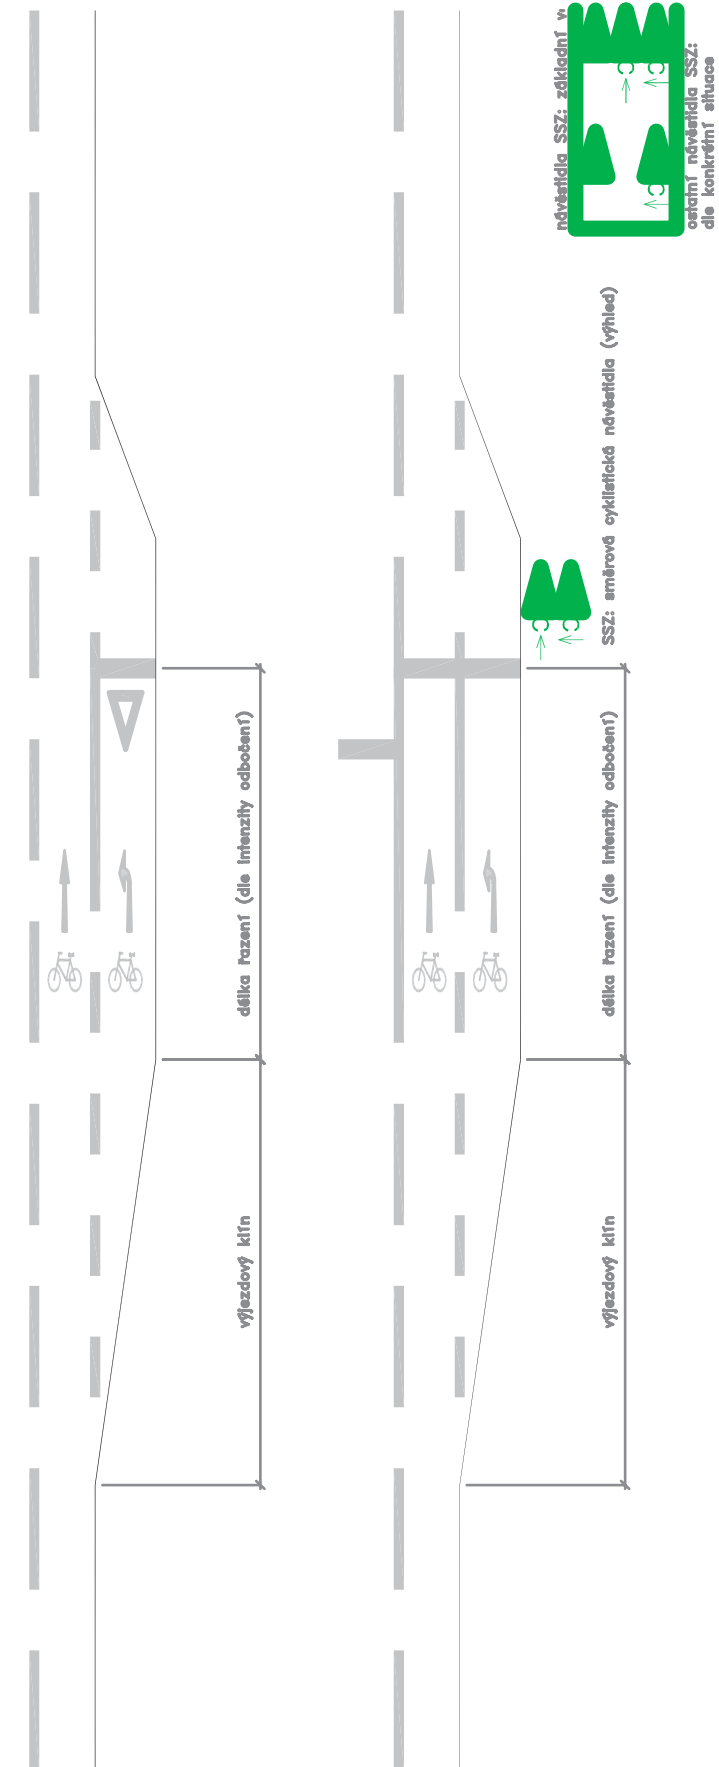 návěstidla SSZ: základní v
ostatní návěstidla SSZ:
dle konkrétní situace
C
C
C
SSZ: směrová cyklistická návěstidla (výhled)
C
C
délka řazení (dle intenzity odbočení)
délka řazení (dle intenzity odbočení)
výjezdový klín
výjezdový klín